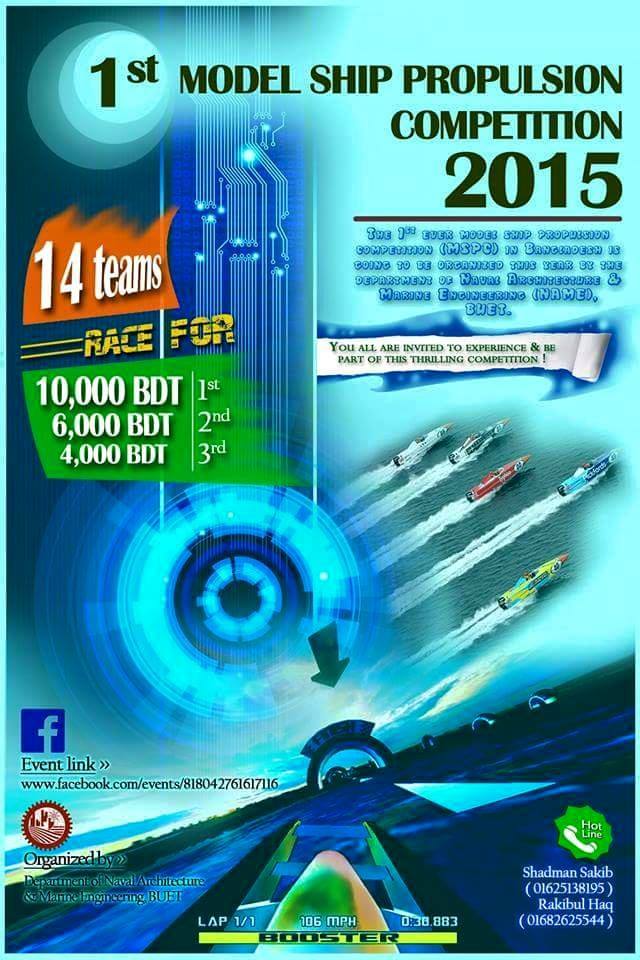 1st MODEL SHIP PROPULSION
COMPETITION
2015
The 1st ever model ship propulsion
competition (MSPC) in Bangladesh is
going to be organized this year by the
department of Naval Architecture &
Marine Engineering (NAME),
BUET.
You all are invited to experience & be
part of this thrilling competition !
14 teams
RACE FOR
10,000 BDT 1st
6,000 BDT 2nd
4,000 BDT 3rd
Event link »
www.facebook.com/events/818042761617116
Organized by »
Department of Naval Architecture
& Marine Engineering, BUET
Hot
Line
Shadman Sakib
( 01625138195 )
Rakibul Haq
( 01682625544 )
LAP 1/1 106 MPH 0:38.883
BOOSTER